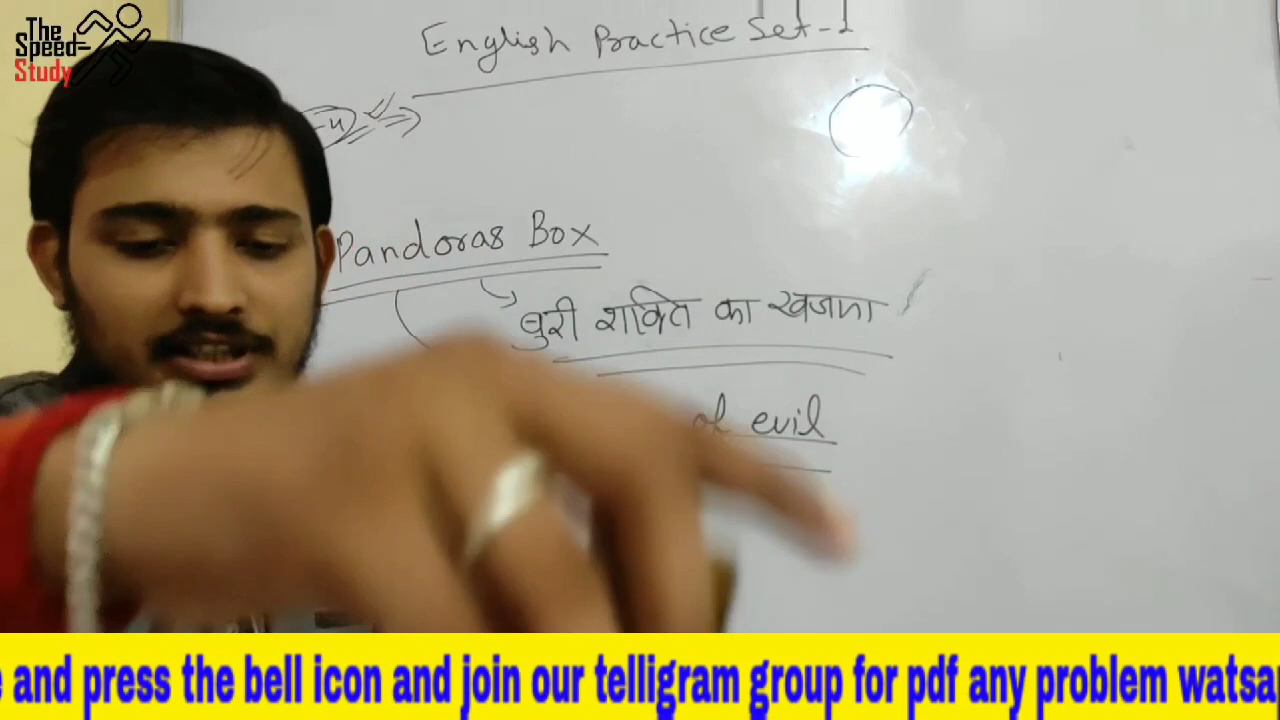 The
Speed-
Study
English Practice Set-1
Pandoras Box
बुरी शक्ति का खजाना
of evil
and press the bell icon and join our telligram group for pdf any problem watsap